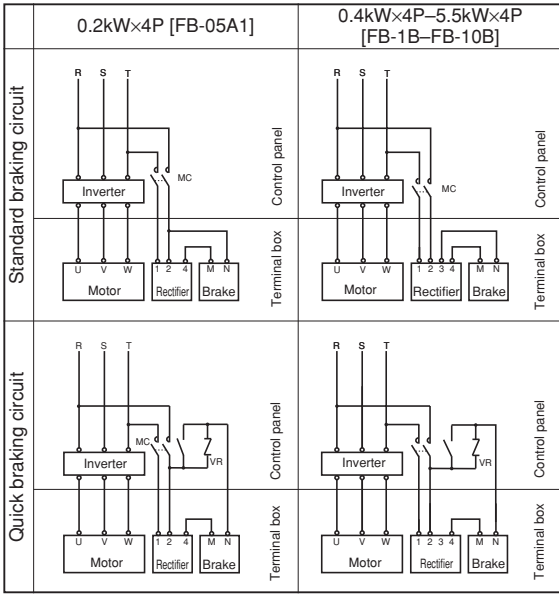 0.2kW×4P [FB-05A1]
0.4kW×4P–5.5kW×4P
[FB-1B–FB-10B]
Standard braking circuit
R S T
MC
Inverter
Control panel
U V W
1 2 4
M N
Motor
Rectifier
Brake
Terminal box
R S T
MC
Inverter
Control panel
U V W
1 2 3 4
M N
Motor
Rectifier
Brake
Terminal box
Quick braking circuit
R S T
MC
VR
Inverter
Control panel
U V W
1 2 4
M N
Motor
Rectifier
Brake
Terminal box
R S T
VR
Inverter
Control panel
U V W
1 2 3 4
M N
Motor
Rectifier
Brake
Terminal box